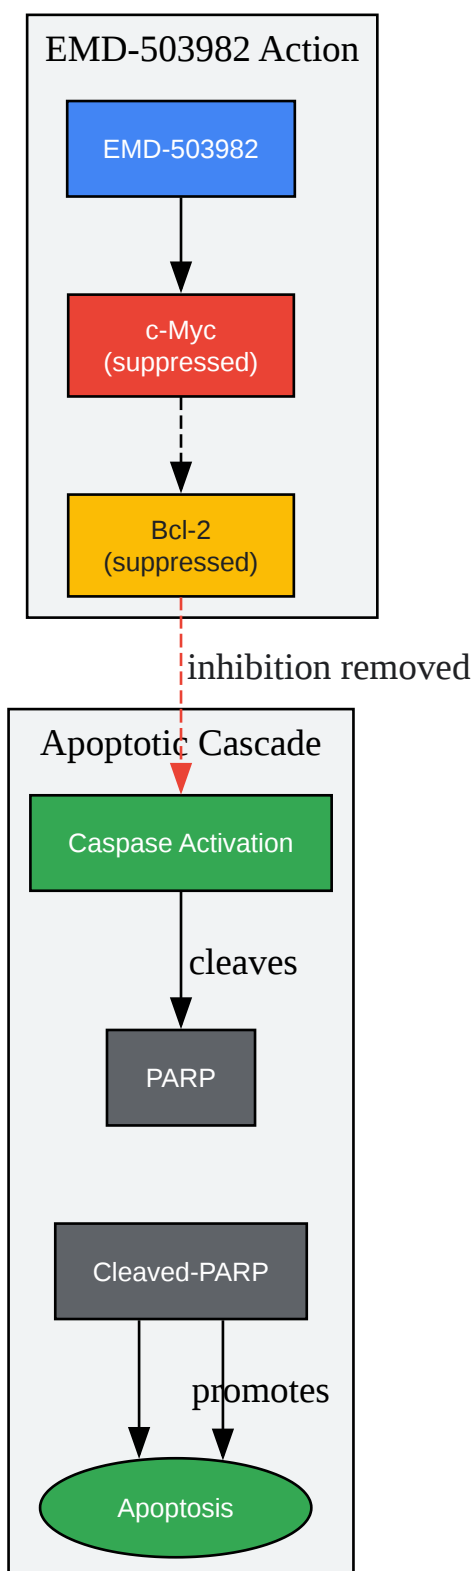 EMD-503982 Action
EMD-503982
c-Myc
(suppressed)
Bcl-2
(suppressed)
inhibition removed
Apoptotic Cascade
Caspase Activation
cleaves
PARP
Cleaved-PARP
promotes
Apoptosis